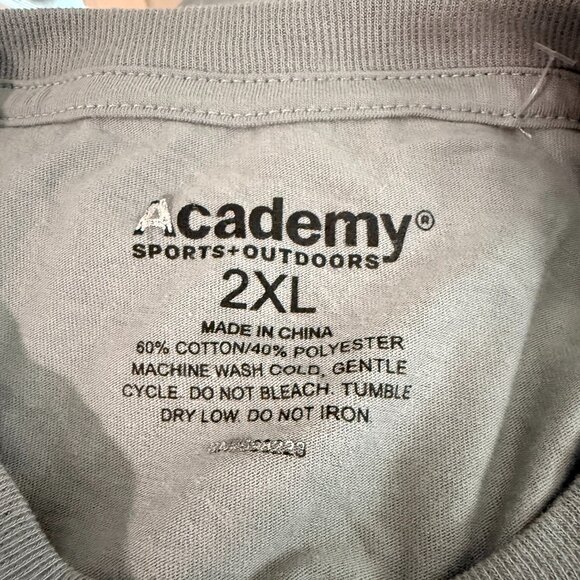 Academy®
SPORTS+OUTDOORS
2XL
MADE IN CHINA
60% COTTON/40% POLYESTER
MACHINE WASH COLD, GENTLE
CYCLE. DO NOT BLEACH. TUMBLE
DRY LOW. DO NOT IRON